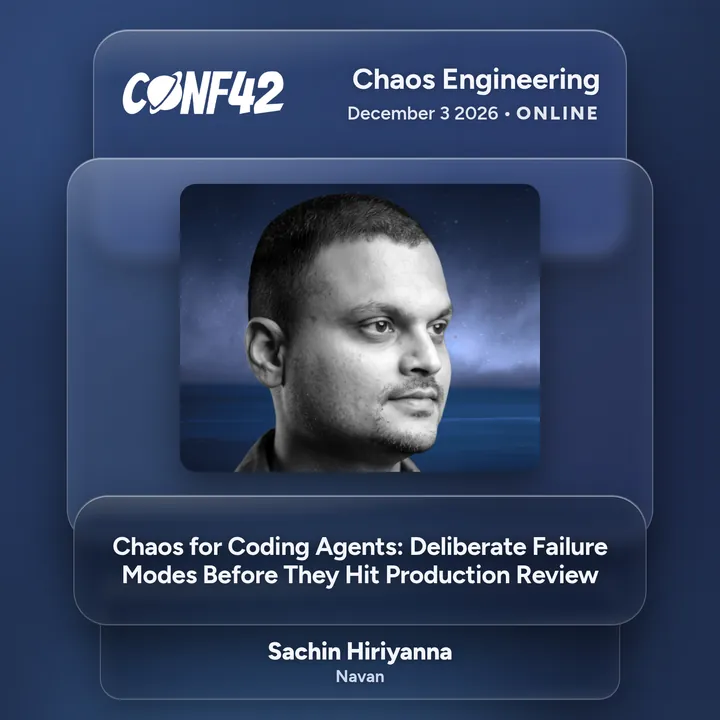 CONF42
Chaos Engineering
December 3 2026 • ONLINE
Chaos for Coding Agents: Deliberate Failure
Modes Before They Hit Production Review
Sachin Hiriyanna
Navan